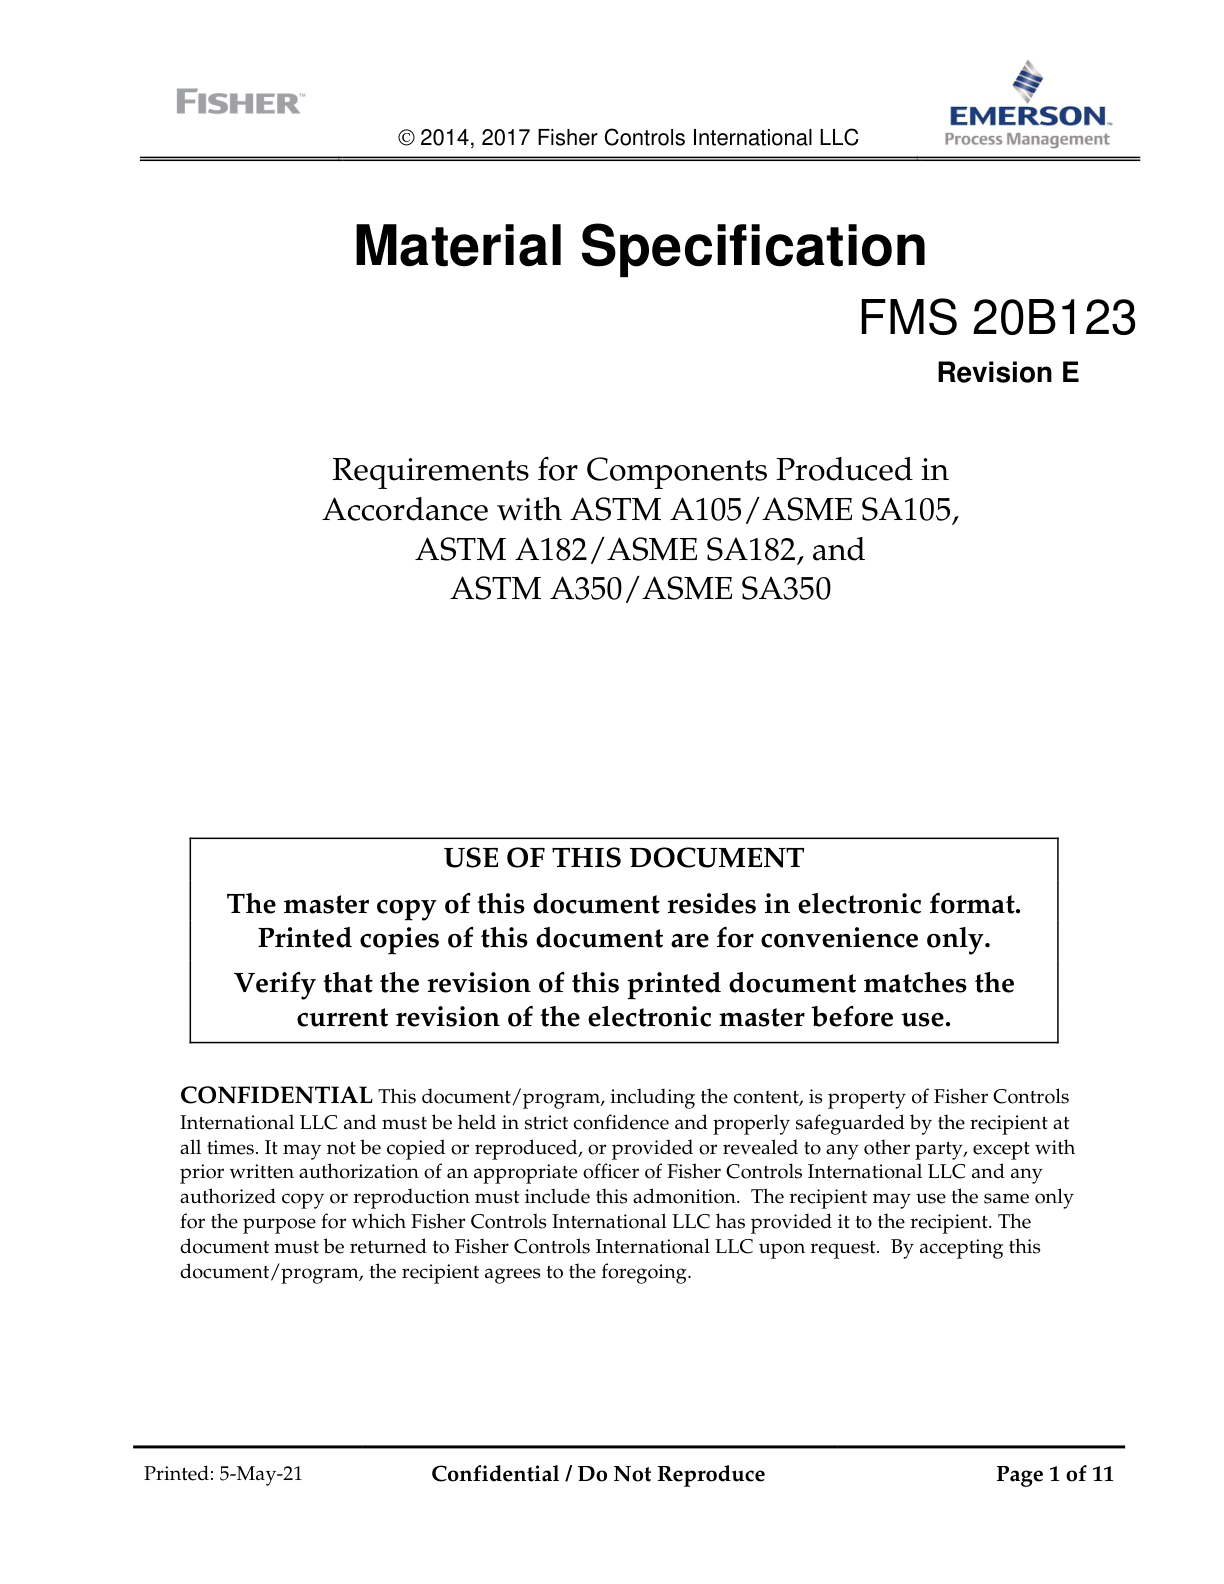 FISHER™
© 2014, 2017 Fisher Controls International LLC
EMERSON™
Process Management
Material Specification
FMS 20B123
Revision E
Requirements for Components Produced in
Accordance with ASTM A105/ASME SA105,
ASTM A182/ASME SA182, and
ASTM A350/ASME SA350
USE OF THIS DOCUMENT
The master copy of this document resides in electronic format.
Printed copies of this document are for convenience only.
Verify that the revision of this printed document matches the
current revision of the electronic master before use.
CONFIDENTIAL This document/program, including the content, is property of Fisher Controls
International LLC and must be held in strict confidence and properly safeguarded by the recipient at
all times. It may not be copied or reproduced, or provided or revealed to any other party, except with
prior written authorization of an appropriate officer of Fisher Controls International LLC and any
authorized copy or reproduction must include this admonition. The recipient may use the same only
for the purpose for which Fisher Controls International LLC has provided it to the recipient. The
document must be returned to Fisher Controls International LLC upon request. By accepting this
document/program, the recipient agrees to the foregoing.
Printed: 5-May-21 Confidential / Do Not Reproduce Page 1 of 11